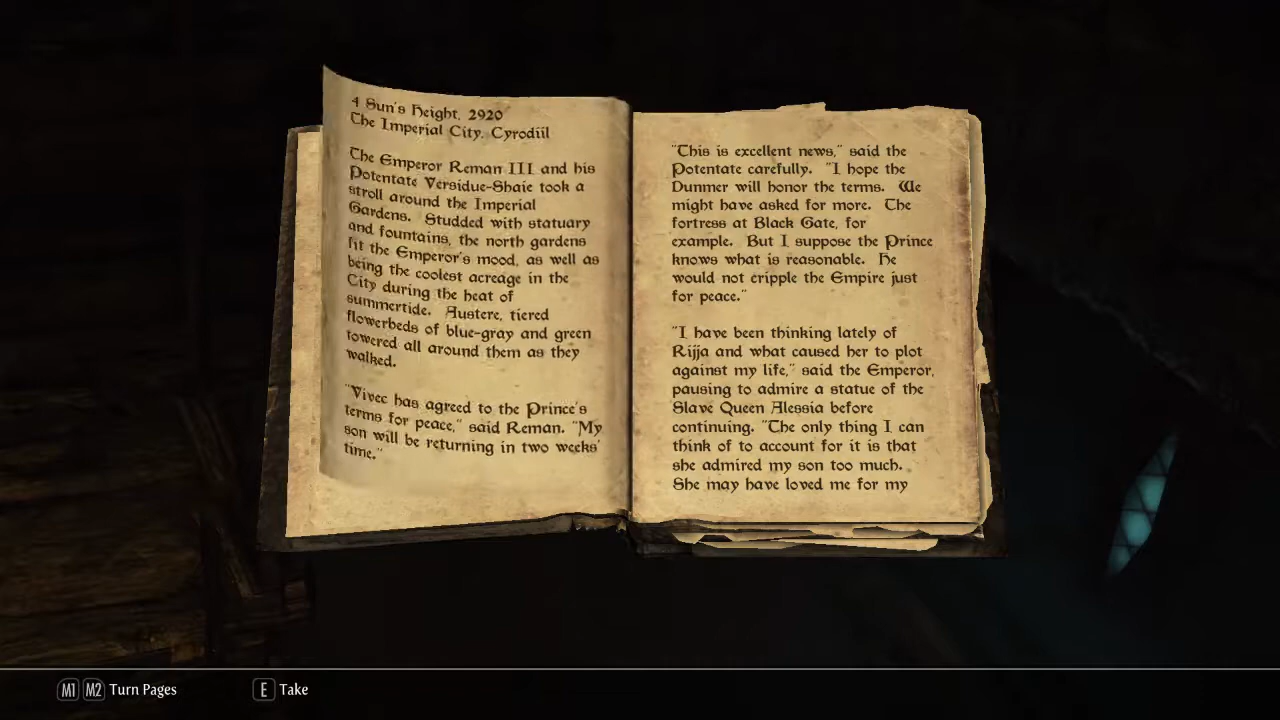 4 Sun's Height, 2920
The Imperial City, Cyrodiil
The Emperor Reman III and his
Potentate Versidue-Shaie took a
stroll around the Imperial
Gardens. Studded with statuary
and fountains, the north gardens
fit the Emperor's mood, as well as
being the coolest acreage in the
City during the heat of
summertide. Austere, tiered
flowerbeds of blue-gray and green
towered all around them as they
walked.
"Vivec has agreed to the Prince's
terms for peace," said Reman. "My
son will be returning in two weeks'
time."
"This is excellent news," said the
Potentate carefully. "I hope the
Dunmer will honor the terms. We
might have asked for more. The
fortress at Black Gate, for
example. But I suppose the Prince
knows what is reasonable. He
would not cripple the Empire just
for peace."
"I have been thinking lately of
Rijja and what caused her to plot
against my life," said the Emperor,
pausing to admire a statue of the
Slave Queen Alessia before
continuing. "The only thing I can
think of to account for it is that
she admired my son too much.
She may have loved me for my
M1 M2 Turn Pages
E Take